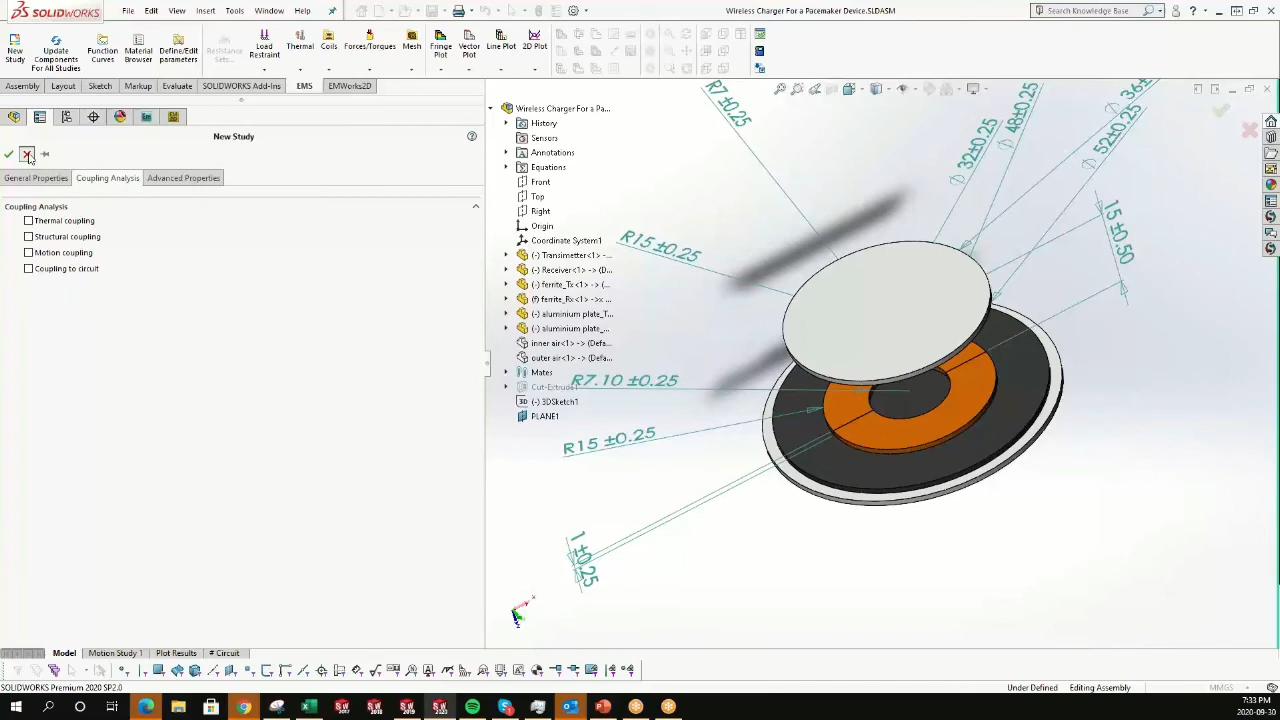 SOLIDWORKS
File Edit View Insert Tools Window Help
Wireless Charger For a Pacemaker Device.SLDASM
Search Knowledge Base
New Study
Update Components For All Studies
Function Curves
Material Browser
Define/Edit parameters
Resistance Sets...
Load Restraint
Thermal
Coils
Forces/Torques
Mesh
Fringe Plot
Vector Plot
Line Plot
2D Plot
Assembly Layout Sketch Markup Evaluate SOLIDWORKS Add-Ins EMS EMWorks2D
New Study
General Properties Coupling Analysis Advanced Properties
Coupling Analysis
Thermal coupling
Structural coupling
Motion coupling
Coupling to circuit
Wireless Charger For a Pa...
History
Sensors
Annotations
Equations
Front
Top
Right
Origin
Coordinate System1
(-) Transimetter<1> -...
(-) Receiver<1> (D...
(-) ferrite_Tx<1> -> (...
(f) ferrite_Rx<1>->x ...
(-) aluminium plate_T...
(-) aluminium plate_...
inner air<1> -> (Defa...
outer air<1> -> (Defa...
Mates
Cut-Extrude1
(-) 3DSketch1
PLANE1
R7±0.25
R15±0.25
∅ 32±0.25
∅ 48±0.25
∅ 52±0.25
15±0.50
R7.10 ±0.25
R15 ±0.25
1 ±0.25
Model Motion Study 1 Plot Results # Circuit
SOLIDWORKS Premium 2020 SP2.0
Under Defined Editing Assembly MMGS
7:33 PM
2020-09-30